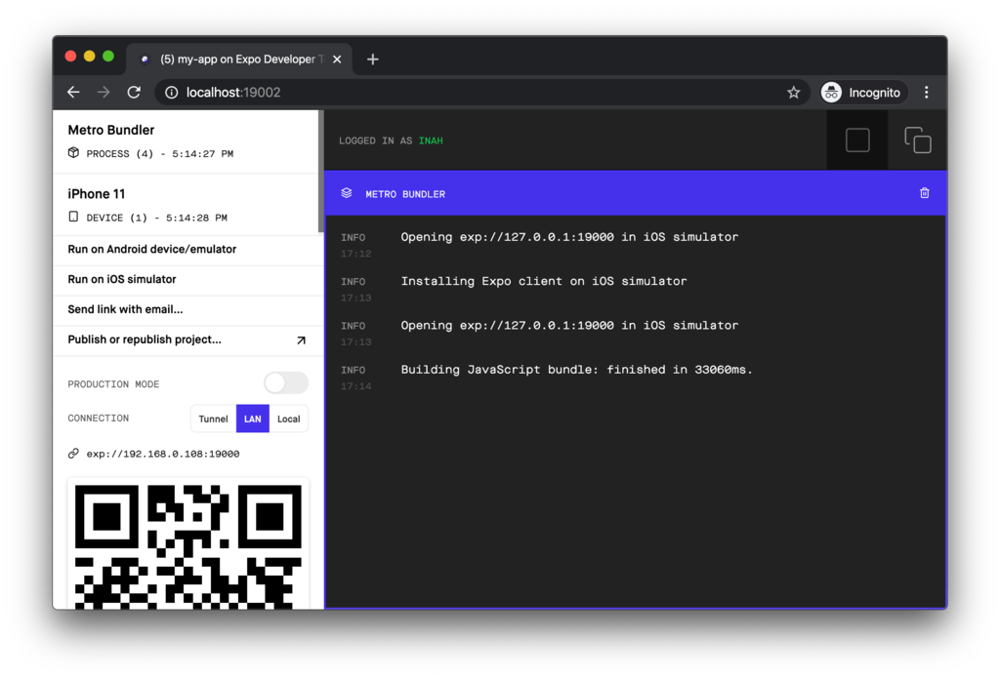 (5) my-app on Expo Developer T
localhost:19002
Incognito
Metro Bundler
PROCESS (4) - 5:14:27 PM
iPhone 11
DEVICE (1) - 5:14:28 PM
Run on Android device/emulator
Run on iOS simulator
Send link with email...
Publish or republish project...
PRODUCTION MODE
CONNECTION
Tunnel LAN Local
exp://192.168.0.108:19000
LOGGED IN AS INAH
METRO BUNDLER
INFO Opening exp://127.0.0.1:19000 in iOS simulator
17:12
INFO Installing Expo client on iOS simulator
17:13
INFO Opening exp://127.0.0.1:19000 in iOS simulator
17:13
INFO Building JavaScript bundle: finished in 33060ms.
17:14